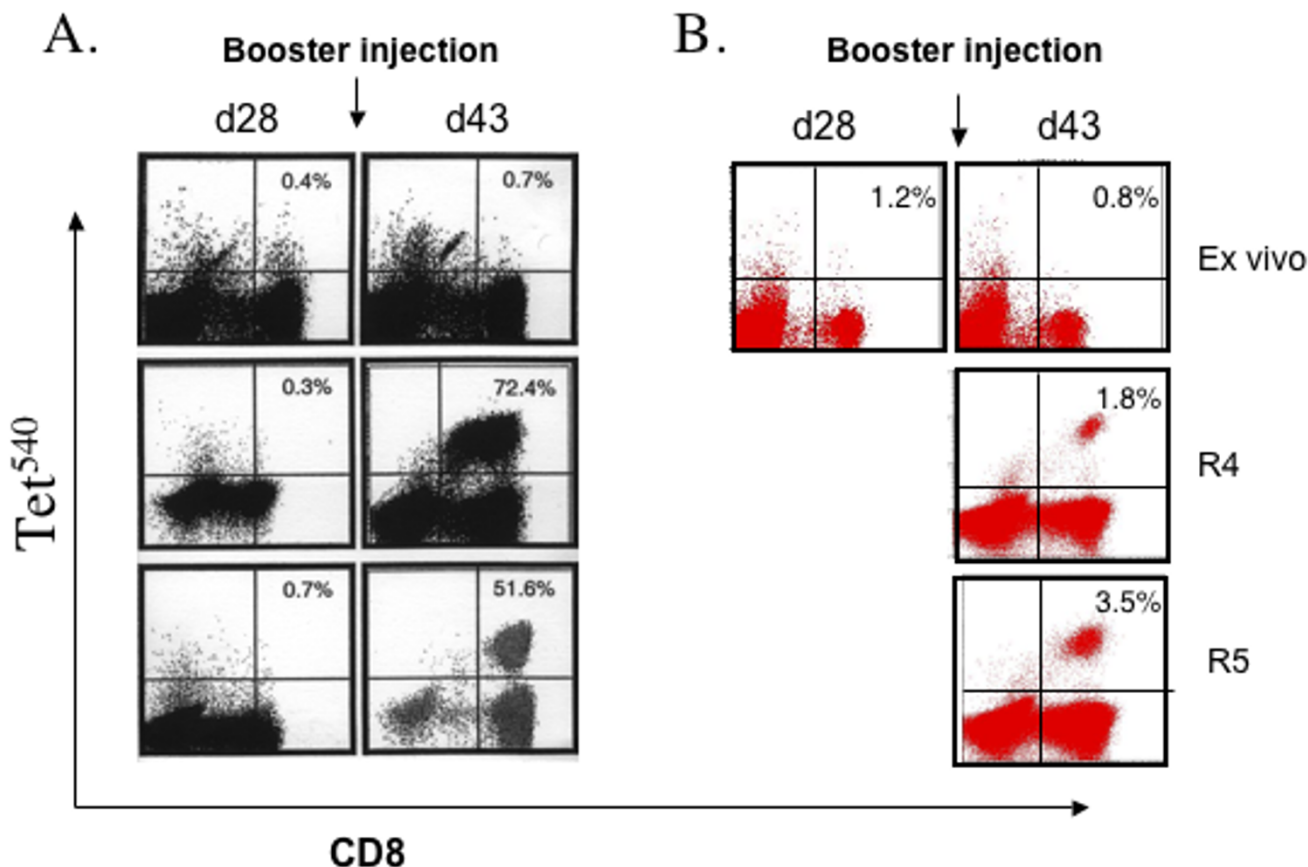 A.
Booster injection
d28 d43
0.4% 0.7%
0.3% 72.4%
0.7% 51.6%
B.
Booster injection
d28 d43
1.2% 0.8% Ex vivo
1.8% R4
3.5% R5
Tet540
CD8